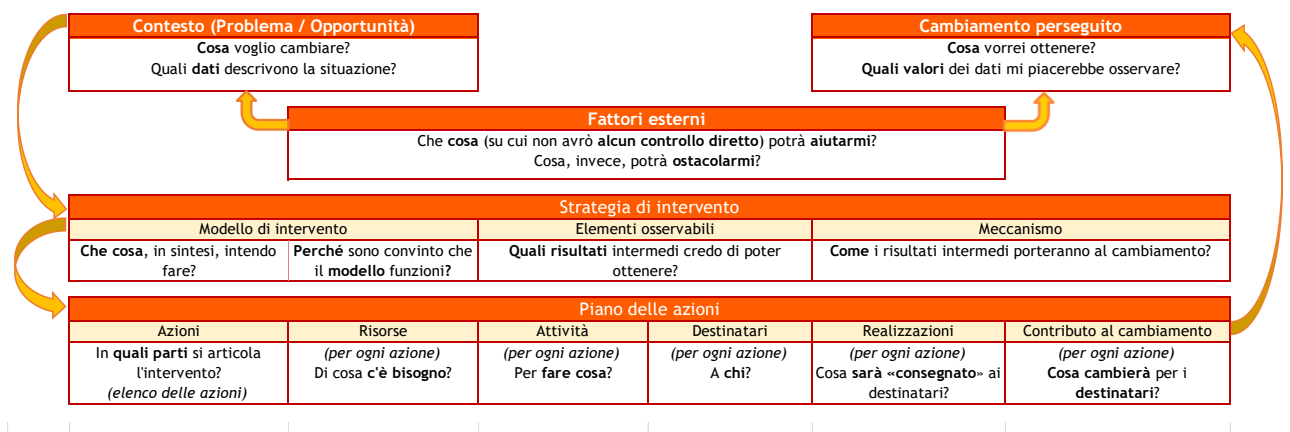 Contesto (Problema / Opportunità)
Cosa voglio cambiare?
Quali dati descrivono la situazione?
Cambiamento perseguito
Cosa vorrei ottenere?
Quali valori dei dati mi piacerebbe osservare?
Fattori esterni
Che cosa (su cui non avrò alcun controllo diretto) potrà aiutarmi?
Cosa, invece, potrà ostacolarmi?
Strategia di intervento
Modello di intervento
Elementi osservabili
Meccanismo
Che cosa, in sintesi, intendo
fare?
Perché sono convinto che
il modello funzioni?
Quali risultati intermedi credo di poter
ottenere?
Come i risultati intermedi porteranno al cambiamento?
Piano delle azioni
Azioni
Risorse
Attività
Destinatari
Realizzazioni
Contributo al cambiamento
In quali parti si articola
l'intervento?
(elenco delle azioni)
(per ogni azione)
Di cosa c'è bisogno?
(per ogni azione)
Per fare cosa?
(per ogni azione)
A chi?
(per ogni azione)
Cosa sarà «consegnato» ai
destinatari?
(per ogni azione)
Cosa cambierà per i
destinatari?